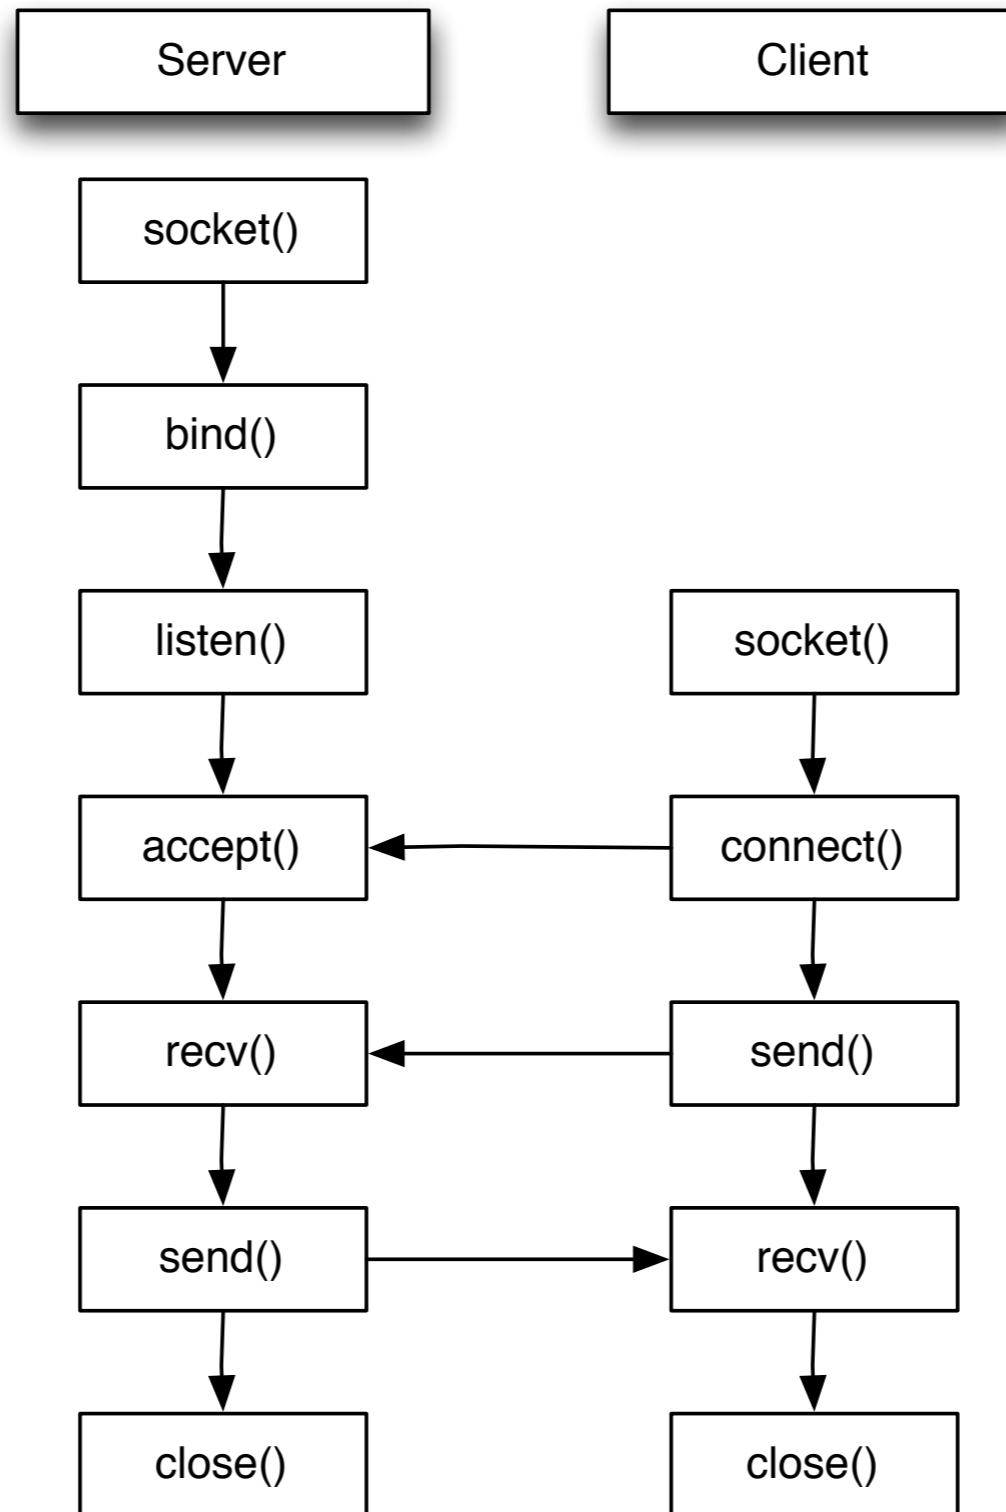 Server
Client
socket()
bind()
listen()
socket()
accept()
connect()
recv()
send()
send()
recv()
close()
close()